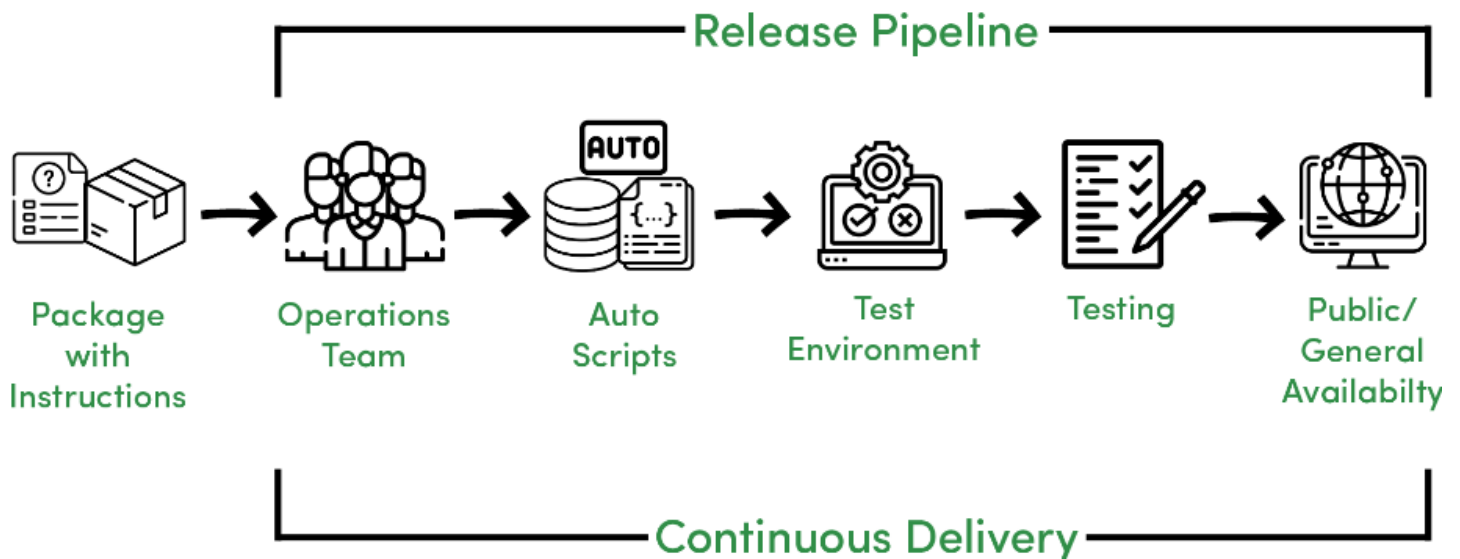 Release Pipeline
AUTO
?
{...}
Package
with
Instructions
Operations
Team
Auto
Scripts
Test
Environment
Testing
Public/
General
Availabilty
Continuous Delivery